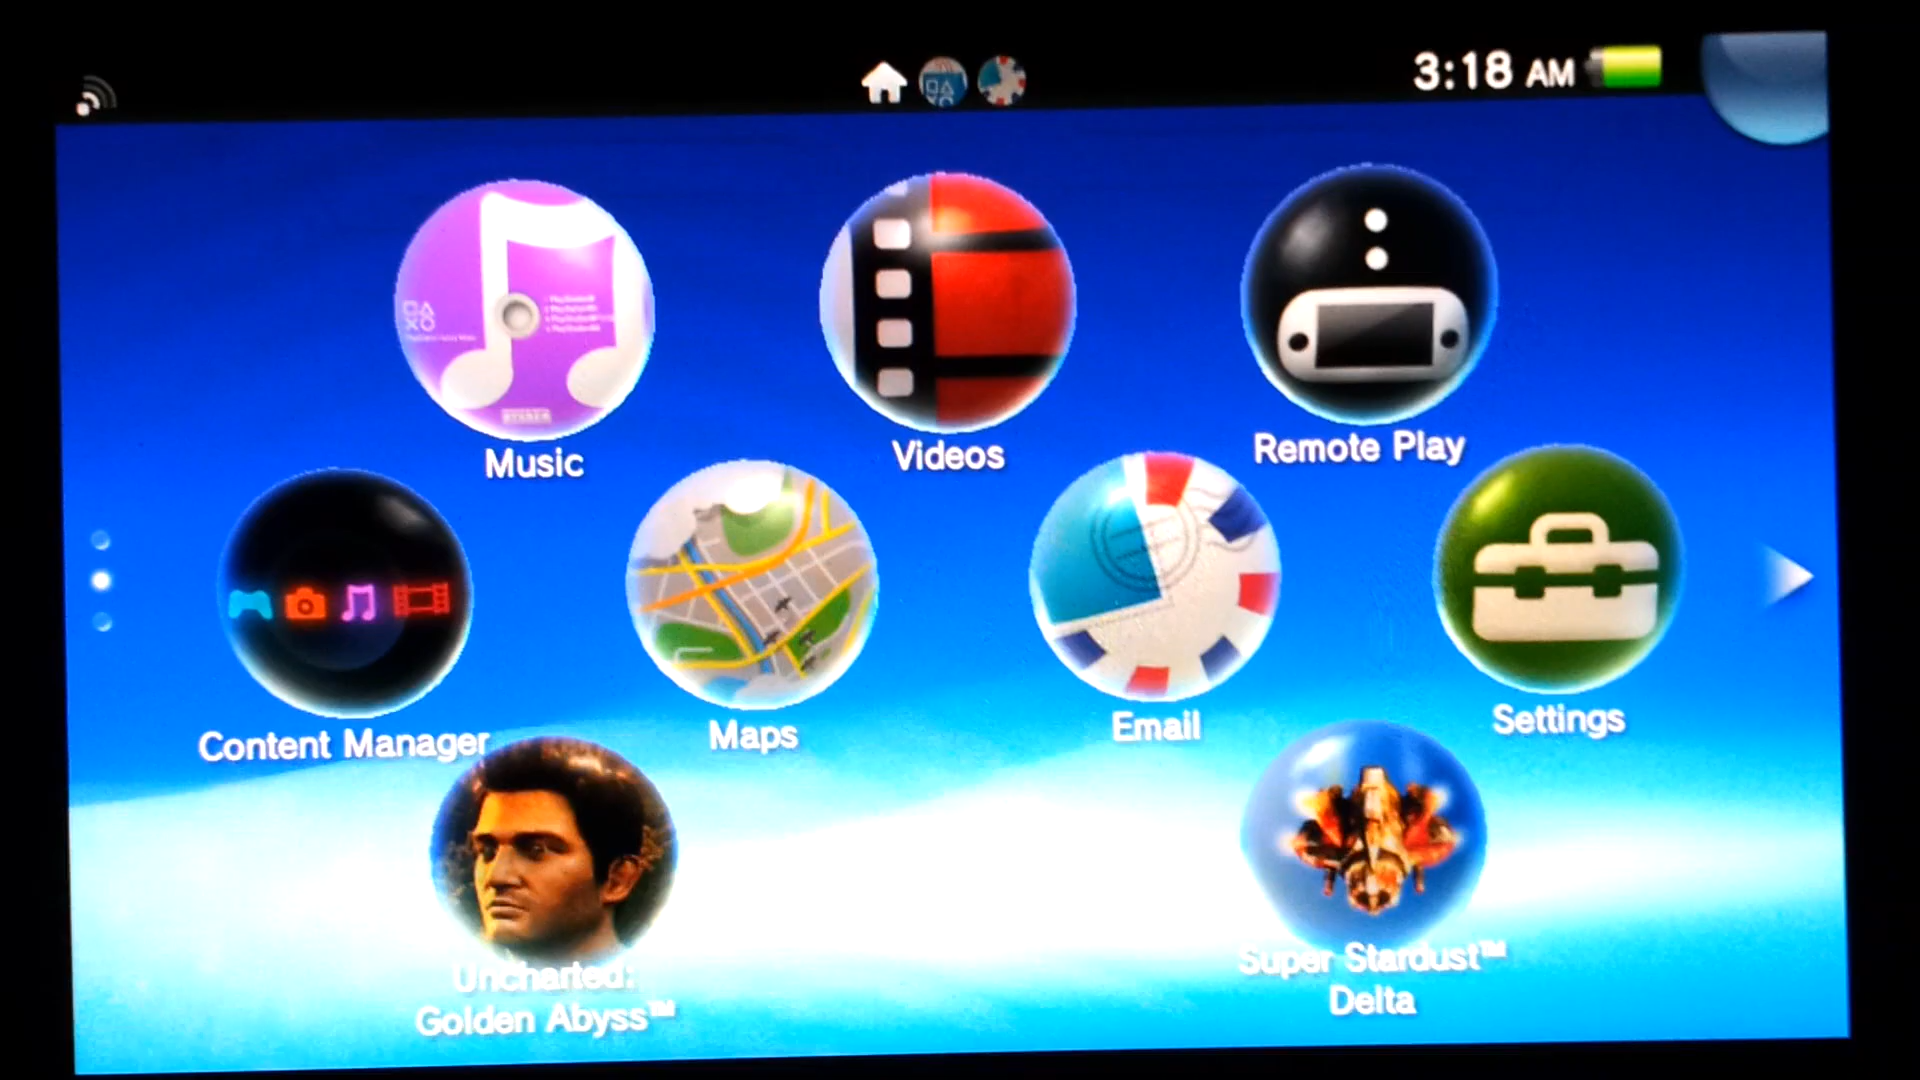 3:18 AM
Music
Videos
Remote Play
Content Manager
Maps
Email
Settings
Uncharted:
Golden Abyss™
Super Stardust™
Delta